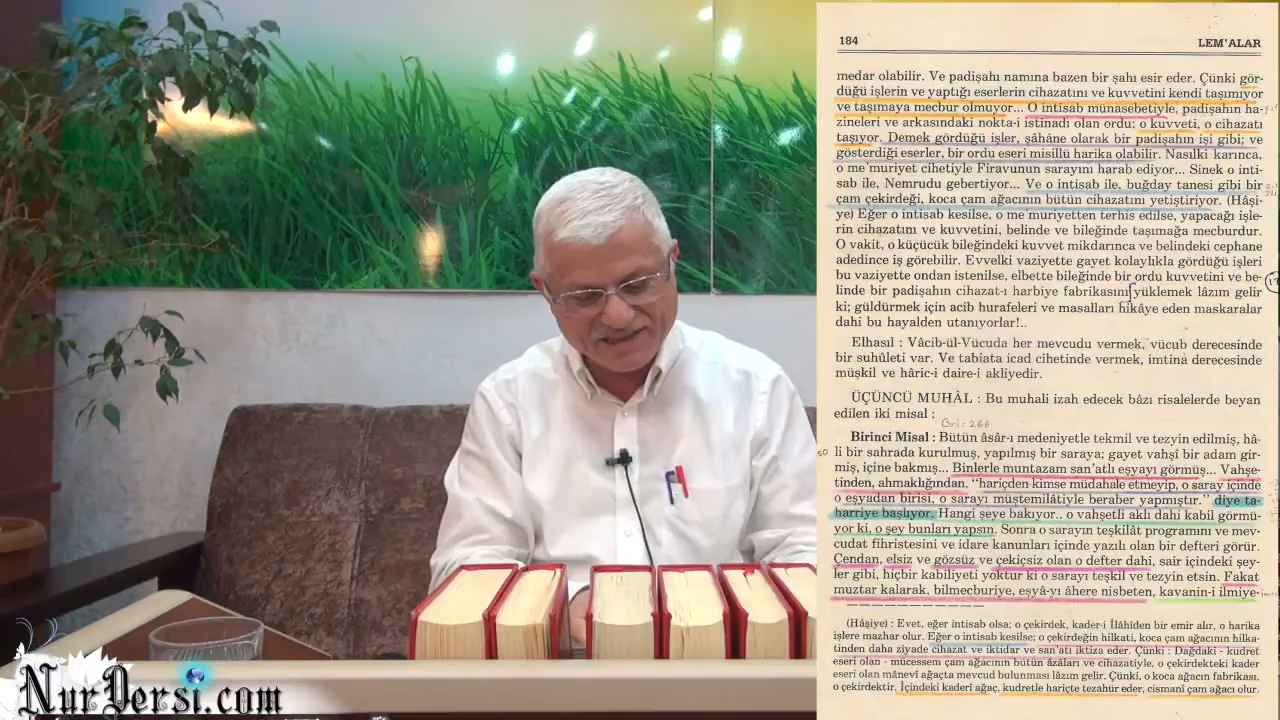 184 LEM'ALAR
medar olabilir. Ve padişahı namına bazen bir şahı esir eder. Çünki gör-
düğü işlerin ve yaptığı eserlerin cihazatını ve kuvvetini kendi taşımıyor
ve taşımaya mecbur olmuyor... O intisab münasebetiyle, padişahın ha-
zineleri ve arkasındaki nokta-i istinadı olan ordu; o kuvveti, o cihazatı
taşıyor. Demek gördüğü işler, şâhâne olarak bir padişahın işi gibi; ve
gösterdiği eserler, bir ordu eseri misillü harika olabilir. Nasılki karınca,
o me'muriyet cihetiyle Firavunun sarayını harab ediyor... Sinek o inti-
sab ile, Nemrudu gebertiyor... Ve o intisab ile, buğday tanesi gibi bir
çam çekirdeği, koca çam ağacının bütün cihazatını yetiştiriyor. (Hâşi-
ye) Eğer o intisab kesilse, o me muriyetten terhis edilse, yapacağı işle-
rin cihazatını ve kuvvetini, belinde ve bileğinde taşımağa mecburdur.
O vakit, o küçücük bileğindeki kuvvet mikdarınca ve belindeki cephane
adedince iş görebilir. Evvelki vaziyette gayet kolaylıkla gördüğü işleri
bu vaziyette ondan istenilse, elbette bileğinde bir ordu kuvvetini ve be-
linde bir padişahın cihazat-ı harbiye fabrikasını yüklemek lâzım gelir
ki; güldürmek için acib hurafeleri ve masalları hikâye eden maskaralar
dahi bu hayalden utanıyorlar!..
Elhasıl : Vâcib-ül-Vücuda her mevcudu vermek, vücub derecesinde
bir suhûleti var. Ve tabiata icad cihetinde vermek, imtina derecesinde
müşkil ve hâric-i daire-i akliyedir.
ÜÇÜNCÜ MUHÂL : Bu muhali izah edecek bâzı risalelerde beyan
edilen iki misal :
Birinci Misal : Bütün âsâr-ı medeniyetle tekmil ve tezyin edilmiş, hâ-
li bir sahrada kurulmuş, yapılmış bir saraya; gayet vahşi bir adam gir-
miş, içine bakmış... Binlerle muntazam san'atlı eşyayı görmüş... Vahşe-
tinden, ahmaklığından, "hariçden kimse müdahale etmeyip, o saray içinde
o eşyadan birisi, o sarayı müştemilâtiyle beraber yapmıştır." diye ta-
harriye başlıyor. Hangi şeye bakıyor.. o vahşetli aklı dahi kabil görmü-
yor ki, o şey bunları yapsın. Sonra o sarayın teşkilât programını ve mev-
cudat fihristesini ve idare kanunları içinde yazılı olan bir defteri görür.
Çendan, elsiz ve gözsüz ve çekiçsiz olan o defter dahi, sair içindeki şey-
ler gibi, hiçbir kabiliyeti yoktur ki o sarayı teşkil ve tezyin etsin. Fakat
muztar kalarak, bilmecburiye, eşyâ-yı âhere nisbeten, kavanin-i ilmiye-
(Hâşiye) : Evet, eğer intisab olsa; o çekirdek, kader-i İlâhîden bir emir alır, o harika
işlere mazhar olur. Eğer o intisab kesilse; o çekirdeğin hilkati, koca çam ağacının hilka-
tinden daha ziyade cihazat ve iktidar ve san'atı iktiza eder. Çünki : Dağdaki - kudret
eseri olan - mücessem çam ağacının bütün âzâları ve cihazatiyle, o çekirdekteki kader
eseri olan mânevî ağaçta mevcud bulunması lâzım gelir. Çünki, o koca ağacın fabrikası,
o çekirdektir. İçindeki kaderî ağaç, kudretle hariçte tezahür eder, cismanî çam ağacı olur.
NurDersi.com